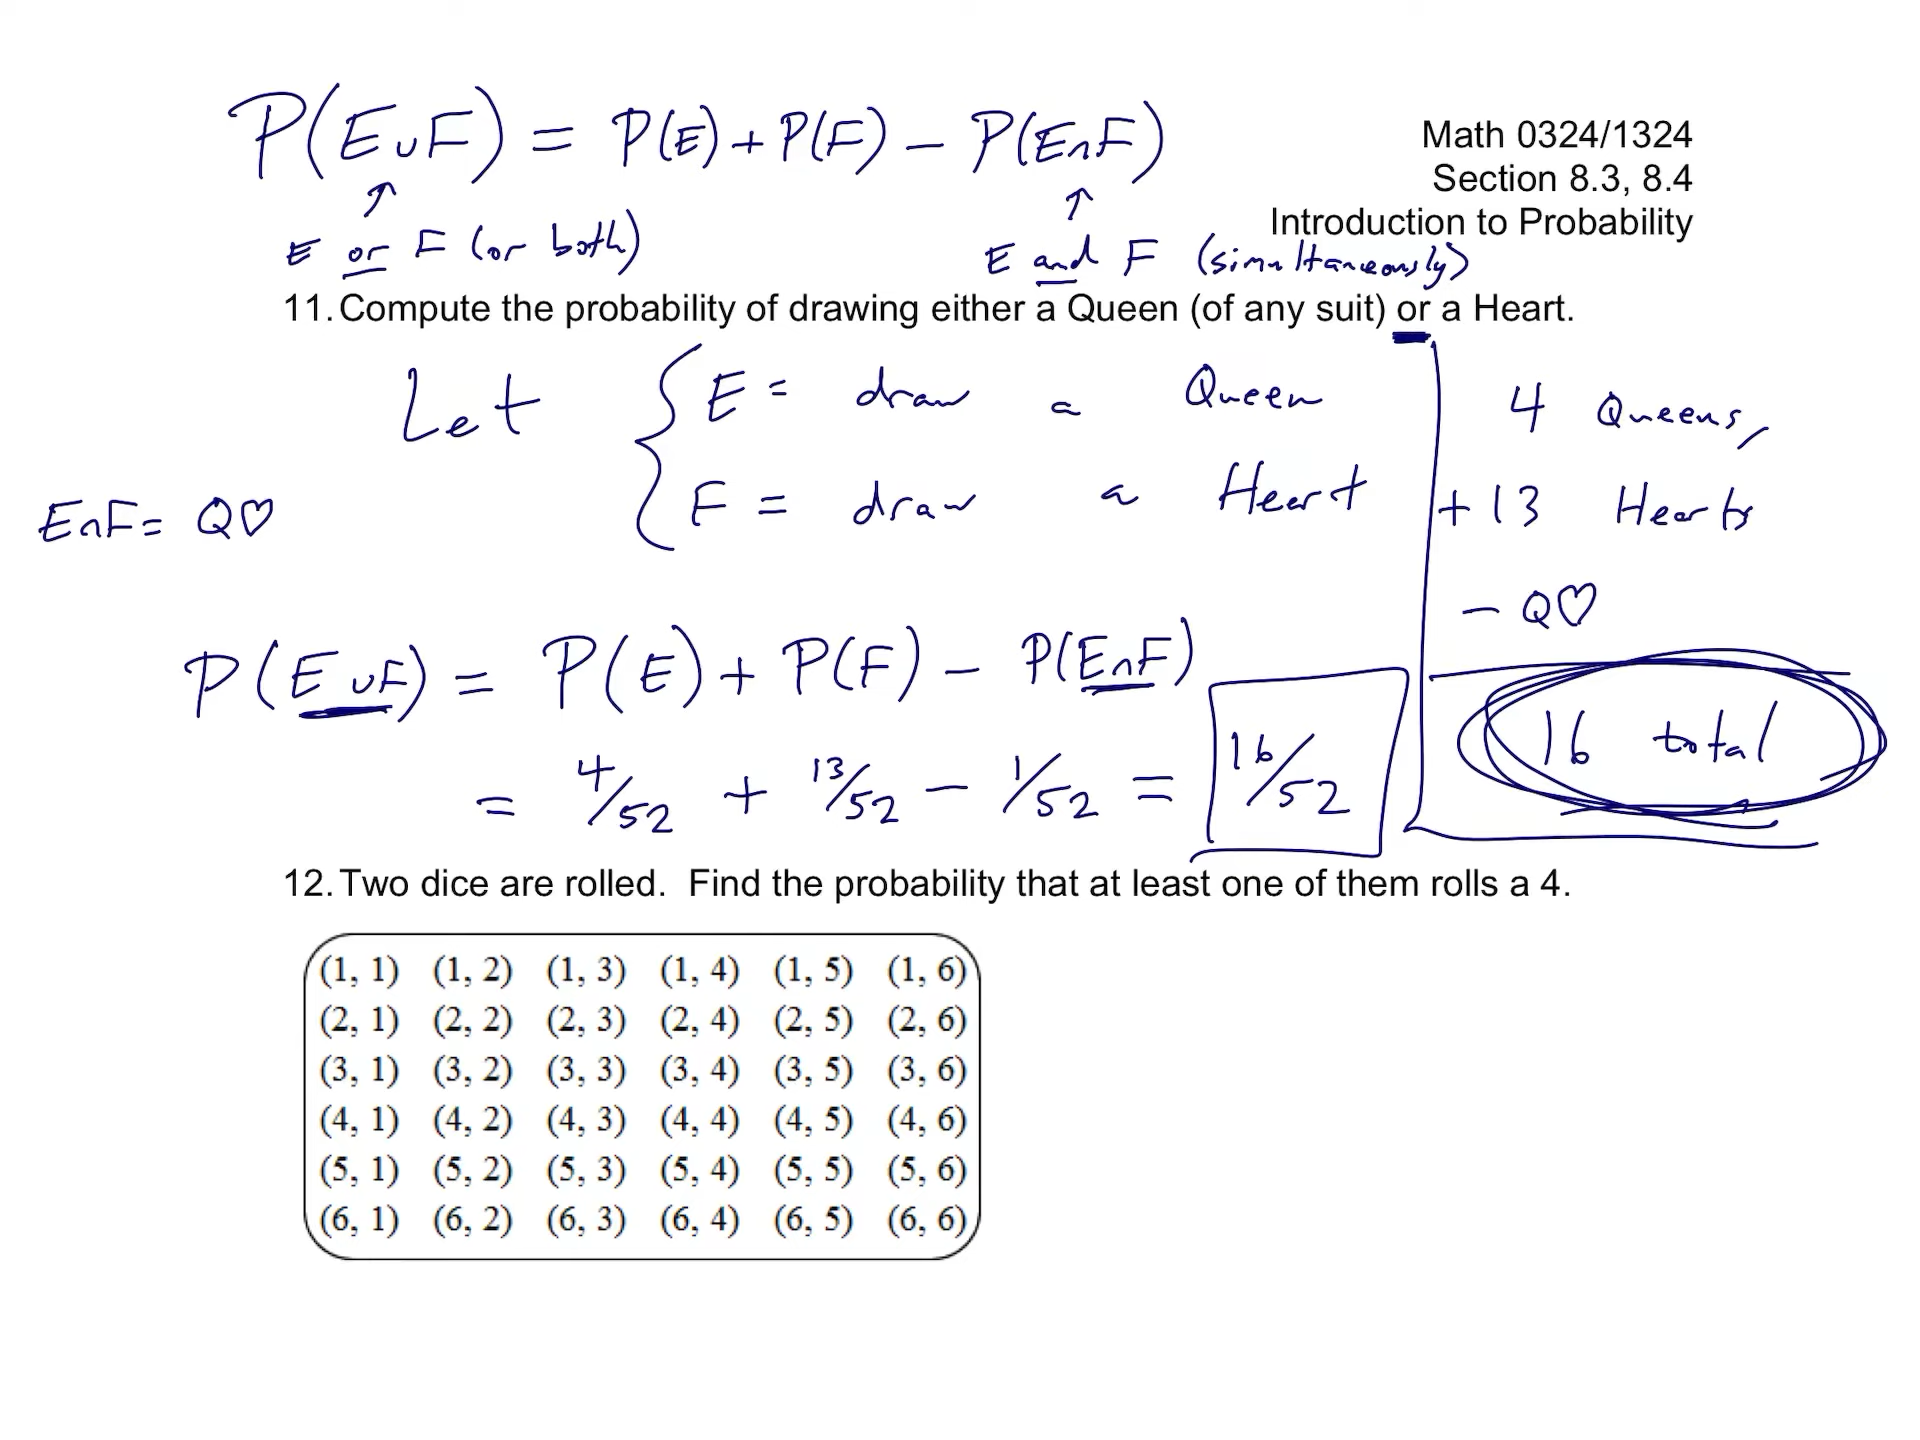 P(E∪F) = P(E) + P(F) − P(E∩F)
Math 0324/1324
Section 8.3, 8.4
Introduction to Probability
↑ ↑
E or F (or both) E and F (simultaneously)
11. Compute the probability of drawing either a Queen (of any suit) or a Heart.
Let { E = draw a Queen
F = draw a Heart
E∩F = Q♡
4 Queens,
+ 13 Hearts
− Q♡
16 total
P(E∪F) = P(E) + P(F) − P(E∩F)
= 4/52 + 13/52 − 1/52 = 16/52
12. Two dice are rolled. Find the probability that at least one of them rolls a 4.
(1, 1) (1, 2) (1, 3) (1, 4) (1, 5) (1, 6)
(2, 1) (2, 2) (2, 3) (2, 4) (2, 5) (2, 6)
(3, 1) (3, 2) (3, 3) (3, 4) (3, 5) (3, 6)
(4, 1) (4, 2) (4, 3) (4, 4) (4, 5) (4, 6)
(5, 1) (5, 2) (5, 3) (5, 4) (5, 5) (5, 6)
(6, 1) (6, 2) (6, 3) (6, 4) (6, 5) (6, 6)